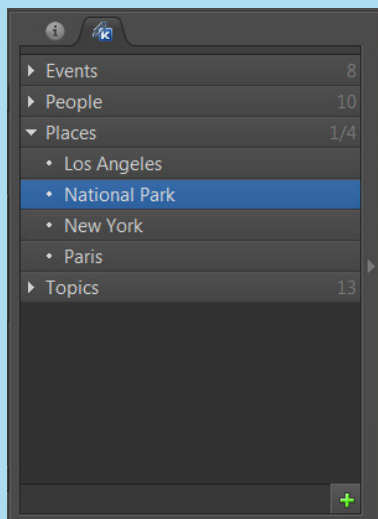 i K
Events 8
People 10
Places 1/4
Los Angeles
National Park
New York
Paris
Topics 13